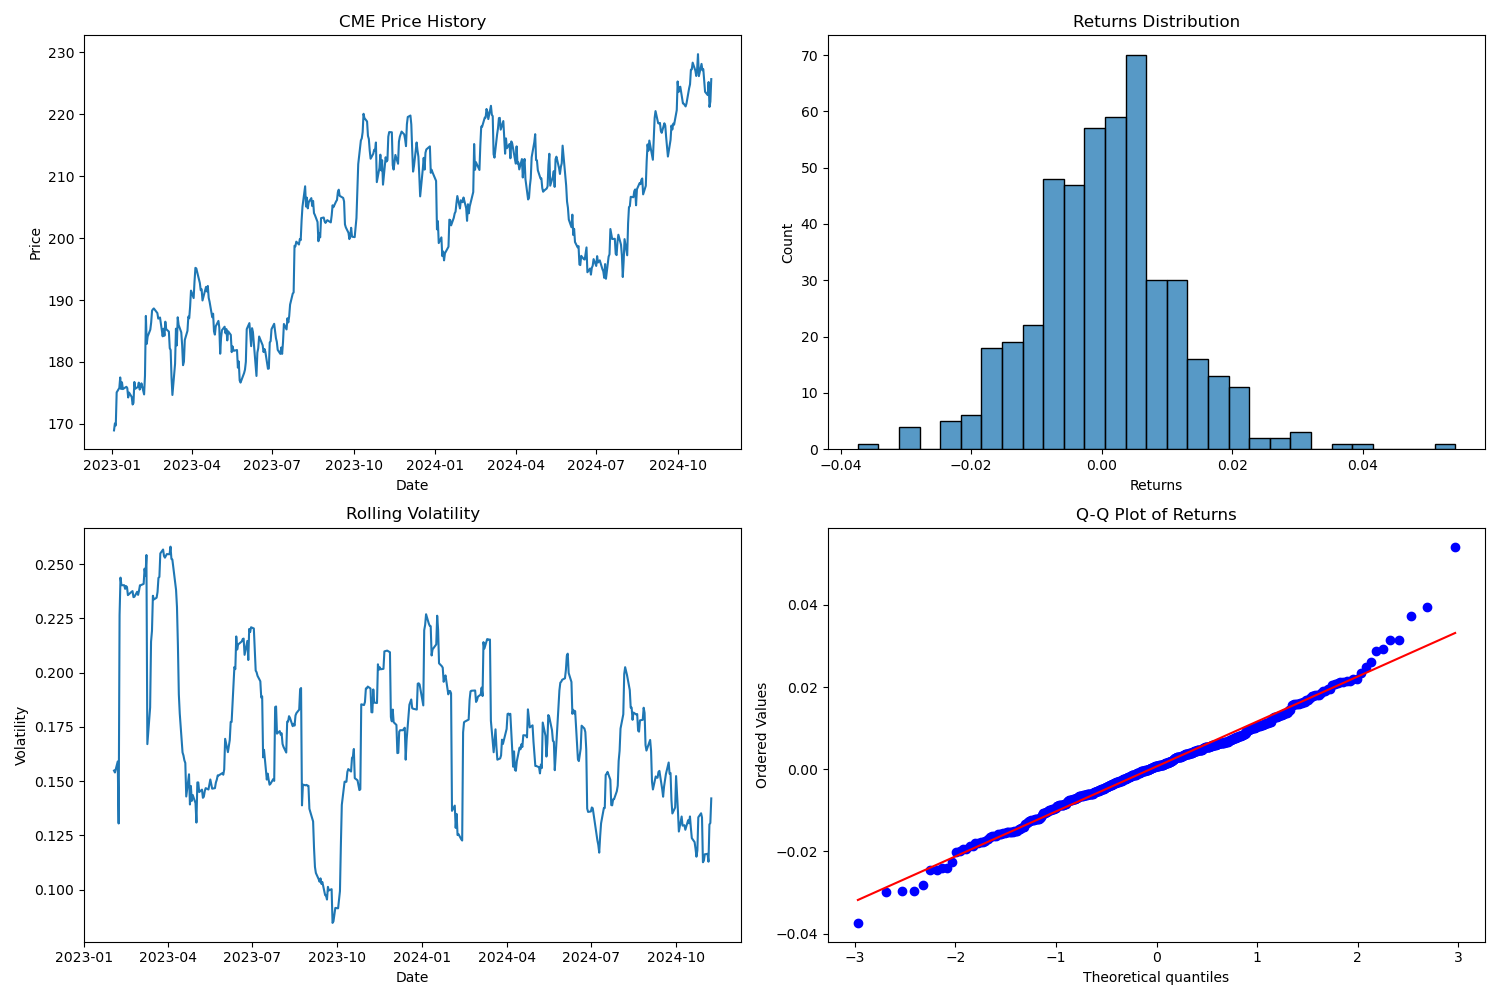 CME Price History
Price
230
220
210
200
190
180
170
2023-01 2023-04 2023-07 2023-10 2024-01 2024-04 2024-07 2024-10
Date
Returns Distribution
Count
70
60
50
40
30
20
10
0
−0.04 −0.02 0.00 0.02 0.04
Returns
Rolling Volatility
Volatility
0.250
0.225
0.200
0.175
0.150
0.125
0.100
2023-01 2023-04 2023-07 2023-10 2024-01 2024-04 2024-07 2024-10
Date
Q-Q Plot of Returns
Ordered Values
0.04
0.02
0.00
−0.02
−0.04
−3 −2 −1 0 1 2 3
Theoretical quantiles